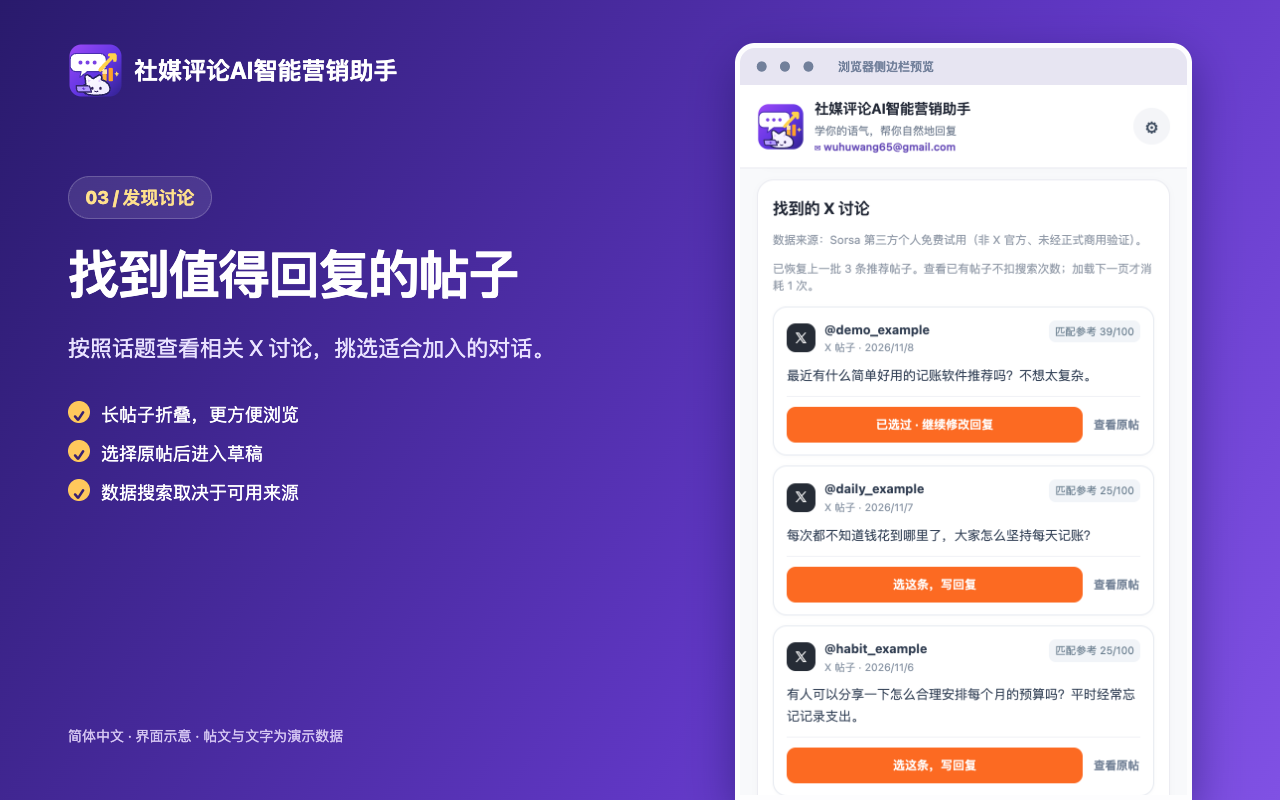 社媒评论AI智能营销助手
03 / 发现讨论
找到值得回复的帖子
按照话题查看相关 X 讨论，挑选适合加入的对话。
长帖子折叠，更方便浏览
选择原帖后进入草稿
数据搜索取决于可用来源
简体中文 · 界面示意 · 帖文与文字为演示数据
浏览器侧边栏预览
社媒评论AI智能营销助手
学你的语气，帮你自然地回复
✉ wuhuwang65@gmail.com
找到的 X 讨论
数据来源：Sorsa 第三方个人免费试用（非 X 官方、未经正式商用验证）。
已恢复上一批 3 条推荐帖子。查看已有帖子不扣搜索次数；加载下一页才消
耗 1 次。
@demo_example
匹配参考 39/100
X 帖子 · 2026/11/8
最近有什么简单好用的记账软件推荐吗？不想太复杂。
已选过 · 继续修改回复
查看原帖
@daily_example
匹配参考 25/100
X 帖子 · 2026/11/7
每次都不知道钱花到哪里了，大家怎么坚持每天记账？
选这条，写回复
查看原帖
@habit_example
匹配参考 25/100
X 帖子 · 2026/11/6
有人可以分享一下怎么合理安排每个月的预算吗？平时经常忘
记记录支出。
选这条，写回复
查看原帖